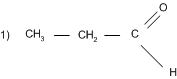 O
1) CH₃ — CH₂ — C
H